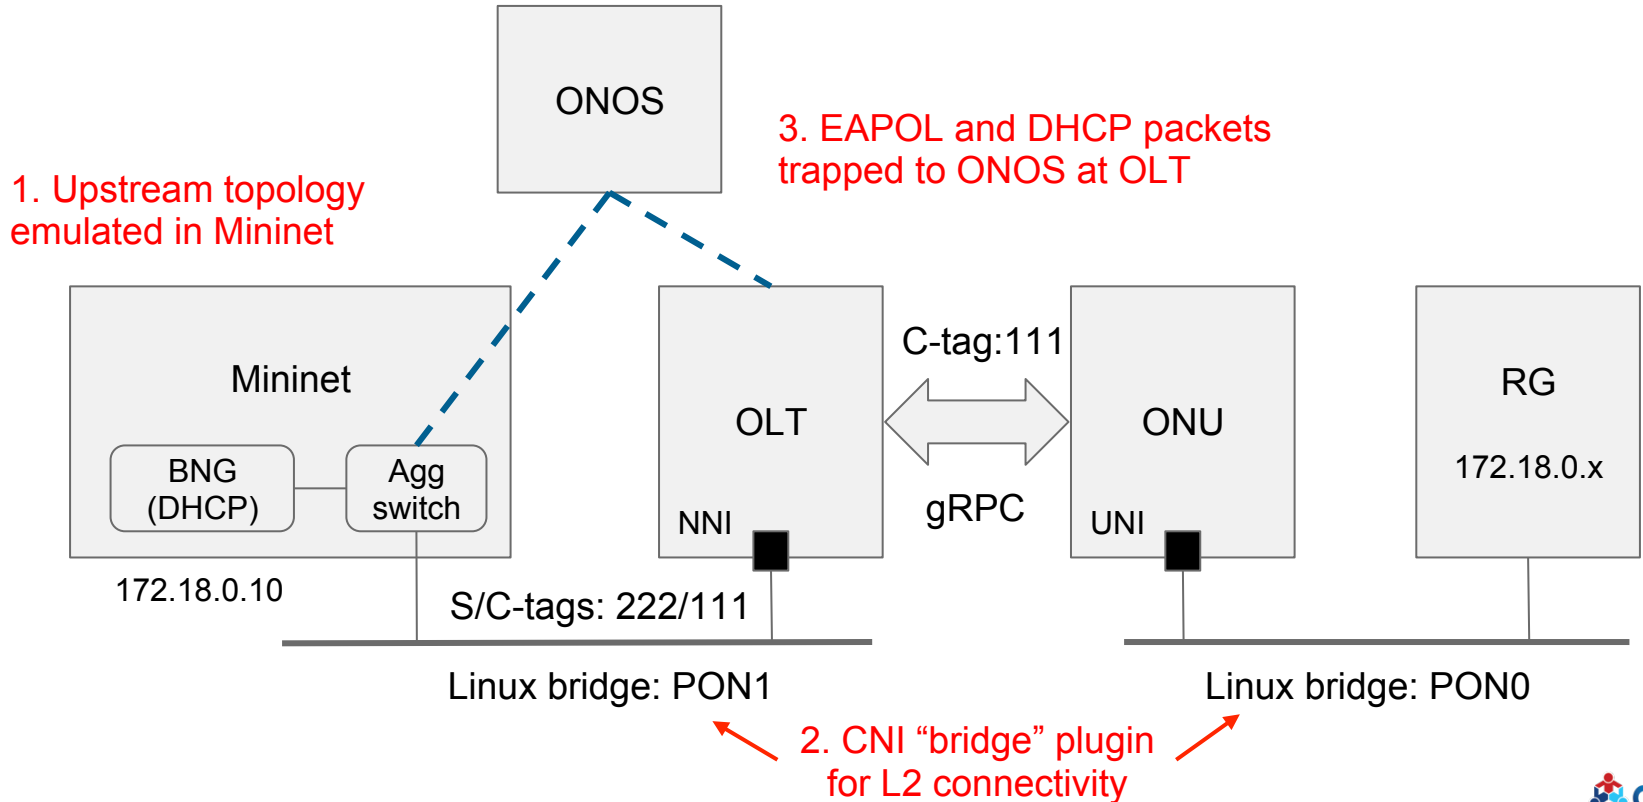 ONOS
3. EAPOL and DHCP packets
trapped to ONOS at OLT
1. Upstream topology
emulated in Mininet
Mininet
BNG
(DHCP)
Agg
switch
172.18.0.10
OLT
NNI
C-tag:111
gRPC
ONU
UNI
RG
172.18.0.x
S/C-tags: 222/111
Linux bridge: PON1
Linux bridge: PON0
2. CNI “bridge” plugin
for L2 connectivity